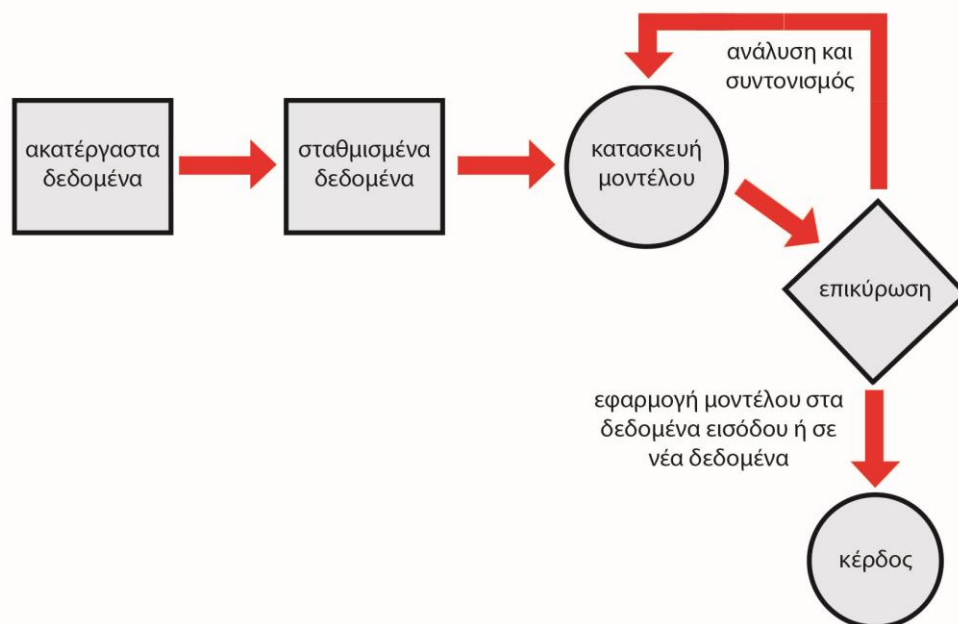 ακατέργαστα
δεδομένα
σταθμισμένα
δεδομένα
κατασκευή
μοντέλου
ανάλυση και
συντονισμός
επικύρωση
εφαρμογή μοντέλου στα
δεδομένα εισόδου ή σε
νέα δεδομένα
κέρδος